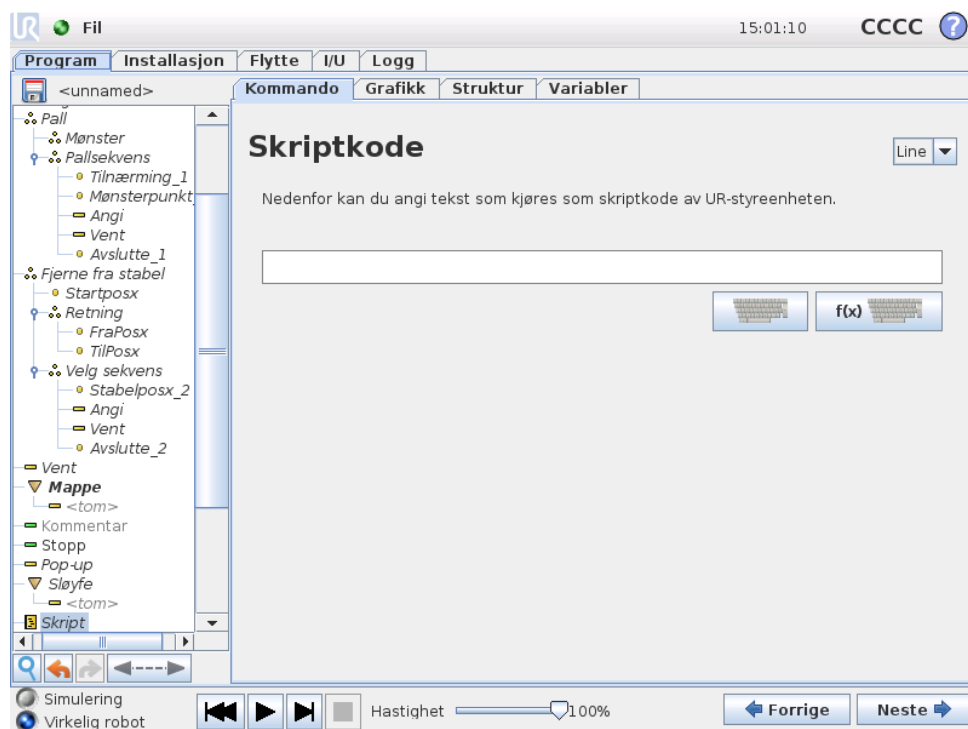 UR Fil 15:01:10 CCCC ?
Program Installasjon Flytte I/U Logg
<unnamed>
Kommando Grafikk Struktur Variabler
Pall
Mønster
Pallsekvens
Tilnærming_1
Mønsterpunkt
Angi
Vent
Avslutte_1
Fjerne fra stabel
Startposx
Retning
FraPosx
TilPosx
Velg sekvens
Stabelposx_2
Angi
Vent
Avslutte_2
Vent
Mappe
<tom>
Kommentar
Stopp
Pop-up
Sløyfe
<tom>
Skript
Skriptkode
Line
Nedenfor kan du angi tekst som kjøres som skriptkode av UR-styreenheten.
f(x)
Simulering
Virkelig robot
Hastighet 100%
Forrige Neste